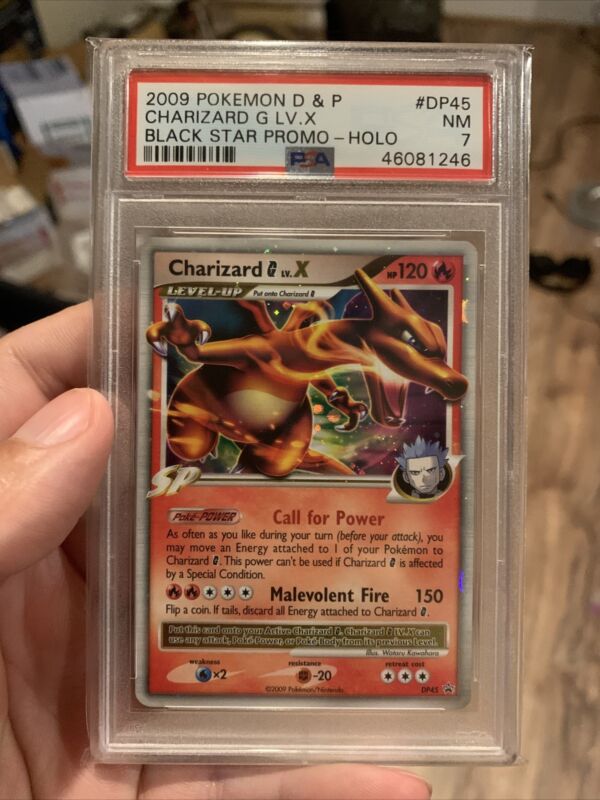 2009 POKEMON D & P #DP45
CHARIZARD G LV.X NM
BLACK STAR PROMO - HOLO 7
PSA 46081246
Charizard G LV.X HP120
LEVEL-UP Put onto Charizard G
SP
Poké-POWER Call for Power
As often as you like during your turn (before your attack), you
may move an Energy attached to 1 of your Pokémon to
Charizard G. This power can't be used if Charizard G is affected
by a Special Condition.
Malevolent Fire 150
Flip a coin. If tails, discard all Energy attached to Charizard G.
Put this card onto your Active Charizard G. Charizard G LV.X can
use any attack, Poké-Power, or Poké-Body from its previous Level.
Illus. Wataru Kawahara
weakness resistance retreat cost
×2 -20
©2009 Pokémon/Nintendo. DP45